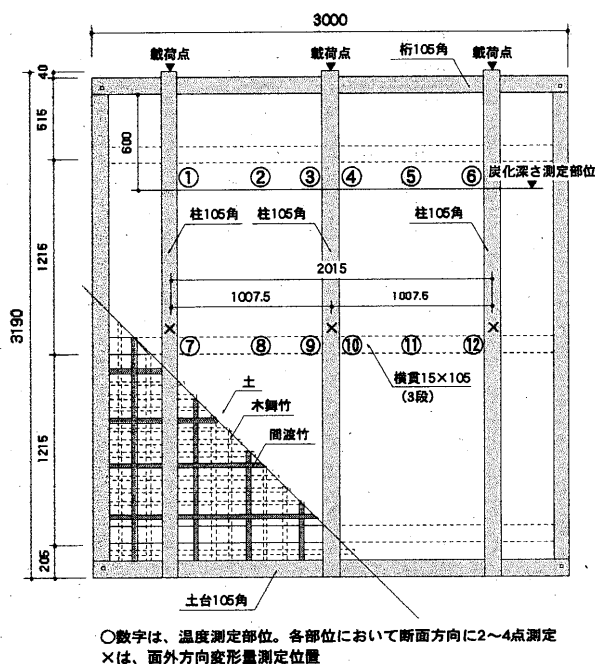 3000
載荷点
載荷点
載荷点
桁105角
40
515
600
① ② ③ ④ ⑤ ⑥
炭化深さ測定部位
柱105角
柱105角
柱105角
1215
3190
2015
1007.5
1007.5
⑦ ⑧ ⑨ ⑩ ⑪ ⑫
横貫15×105
(3段)
土
木舞竹
間渡竹
1215
205
土台105角
○数字は、温度測定部位。各部位において断面方向に2～4点測定
×は、面外方向変形量測定位置